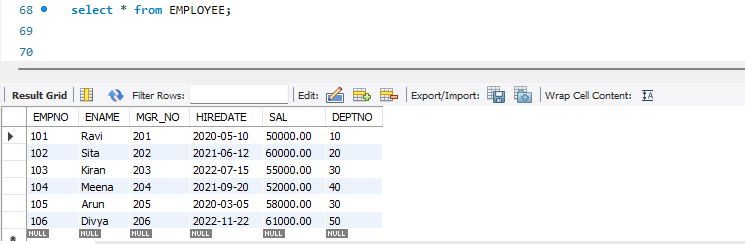 68 select * from EMPLOYEE;
69
70
Result Grid Filter Rows: Edit: Export/Import: Wrap Cell Content: IA
EMPNO ENAME MGR_NO HIREDATE SAL DEPTNO
101 Ravi 201 2020-05-10 50000.00 10
102 Sita 202 2021-06-12 60000.00 20
103 Kiran 203 2022-07-15 55000.00 30
104 Meena 204 2021-09-20 52000.00 40
105 Arun 205 2020-03-05 58000.00 30
106 Divya 206 2022-11-22 61000.00 50
NULL NULL NULL NULL NULL NULL